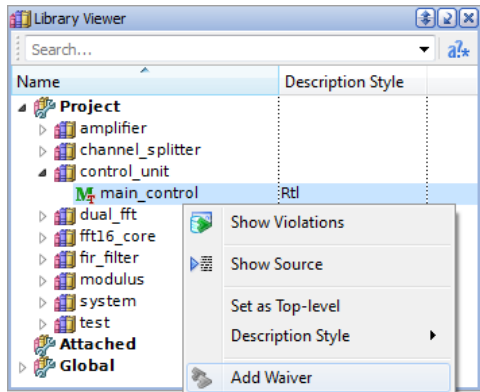 Library Viewer
Search...
a?*
Name Description Style
Project
amplifier
channel_splitter
control_unit
main_control Rtl
dual_fft
fft16_core
fir_filter
modulus
system
test
Attached
Global
Show Violations
Show Source
Set as Top-level
Description Style
Add Waiver